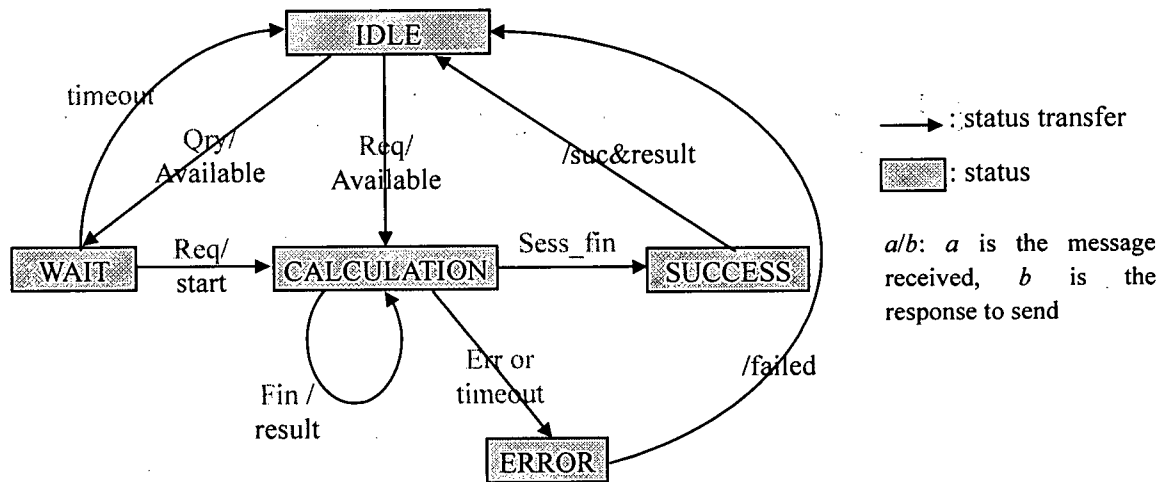 IDLE
timeout
Qry/
Available
Req/
Available
/suc&result
: status transfer
: status
WAIT
Req/
start
CALCULATION
Sess_fin
SUCCESS
a/b: a is the message
received, b is the
response to send
Fin /
result
Err or
timeout
/failed
ERROR